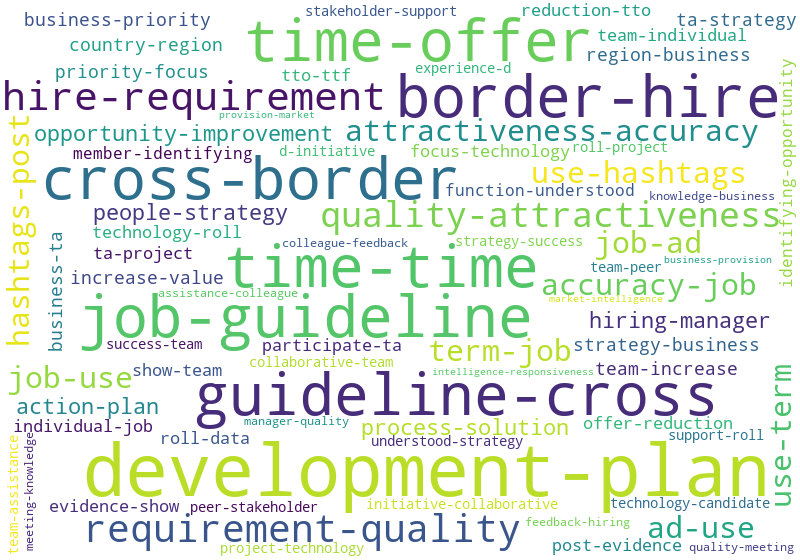 stakeholder-support
reduction-tto
business-priority
time-offer
ta-strategy
country-region
team-individual
region-business
priority-focus
tto-ttf
experience-d
hire-requirement
border-hire
provision-market
opportunity-improvement
attractiveness-accuracy
member-identifying
d-initiative
focus-technology
roll-project
cross-border
use-hashtags
function-understood
knowledge-business
hashtags-post
identifying-opportunity
people-strategy
quality-attractiveness
technology-roll
business-ta
ta-project
colleague-feedback
strategy-success
job-ad
time-time
team-peer
business-provision
increase-value
accuracy-job
assistance-colleague
market-intelligence
job-guideline
hiring-manager
success-team
participate-ta
term-job
strategy-business
collaborative-team
show-team
intelligence-responsiveness
team-increase
job-use
guideline-cross
use-term
action-plan
manager-quality
process-solution
offer-reduction
individual-job
roll-data
understood-strategy
support-roll
team-assistance
meeting-knowledge
development-plan
evidence-show
peer-stakeholder
initiative-collaborative
technology-candidate
requirement-quality
feedback-hiring
ad-use
project-technology
post-evidence
quality-meeting